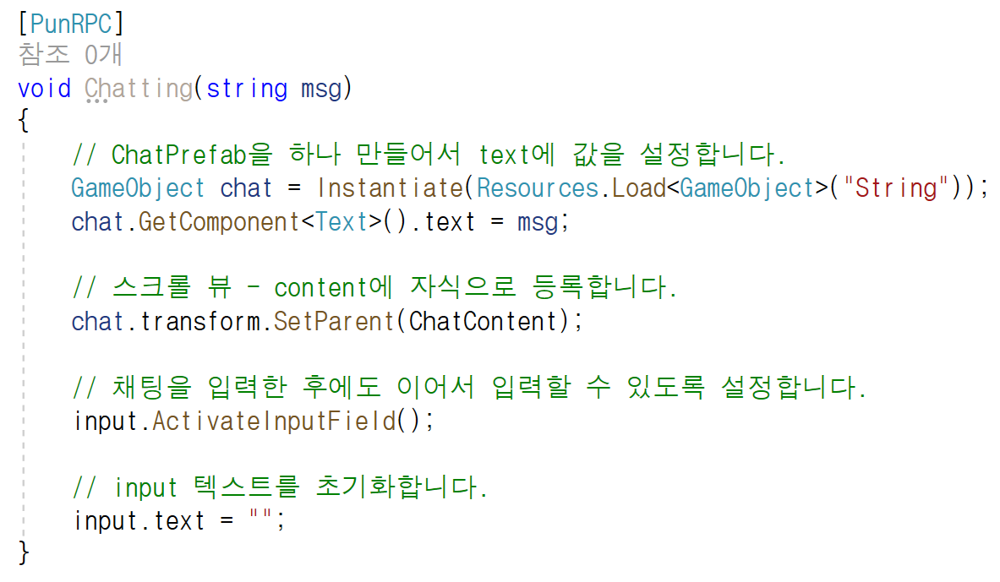 [PunRPC]
참조 0개
void Chatting(string msg)
{
// ChatPrefab을 하나 만들어서 text에 값을 설정합니다.
GameObject chat = Instantiate(Resources.Load<GameObject>("String"));
chat.GetComponent<Text>().text = msg;
// 스크롤 뷰 - content에 자식으로 등록합니다.
chat.transform.SetParent(ChatContent);
// 채팅을 입력한 후에도 이어서 입력할 수 있도록 설정합니다.
input.ActivateInputField();
// input 텍스트를 초기화합니다.
input.text = "";
}